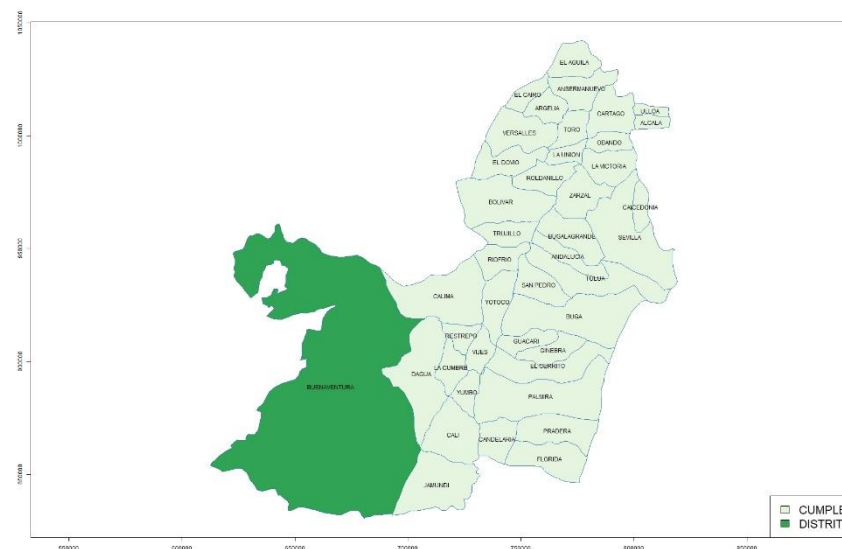 EL AGUILA
ANSERMANUEVO
EL CAIRO
ARGELIA
CARTAGO
ULLOA
ALCALA
VERSALLES
TORO
OBANDO
LA UNION
EL DOVIO
LA VICTORIA
ROLDANILLO
ZARZAL
BOLIVAR
CAICEDONIA
TRUJILLO
BUGALAGRANDE
SEVILLA
ANDALUCIA
RIOFRIO
TULUA
SAN PEDRO
CALIMA
YOTOCO
BUGA
RESTREPO
GUACARI
VIJES
GINEBRA
EL CERRITO
DAGUA
LA CUMBRE
BUENAVENTURA
YUMBO
PALMIRA
CALI
CANDELARIA
PRADERA
FLORIDA
JAMUNDI
CUMPLE
DISTRIT